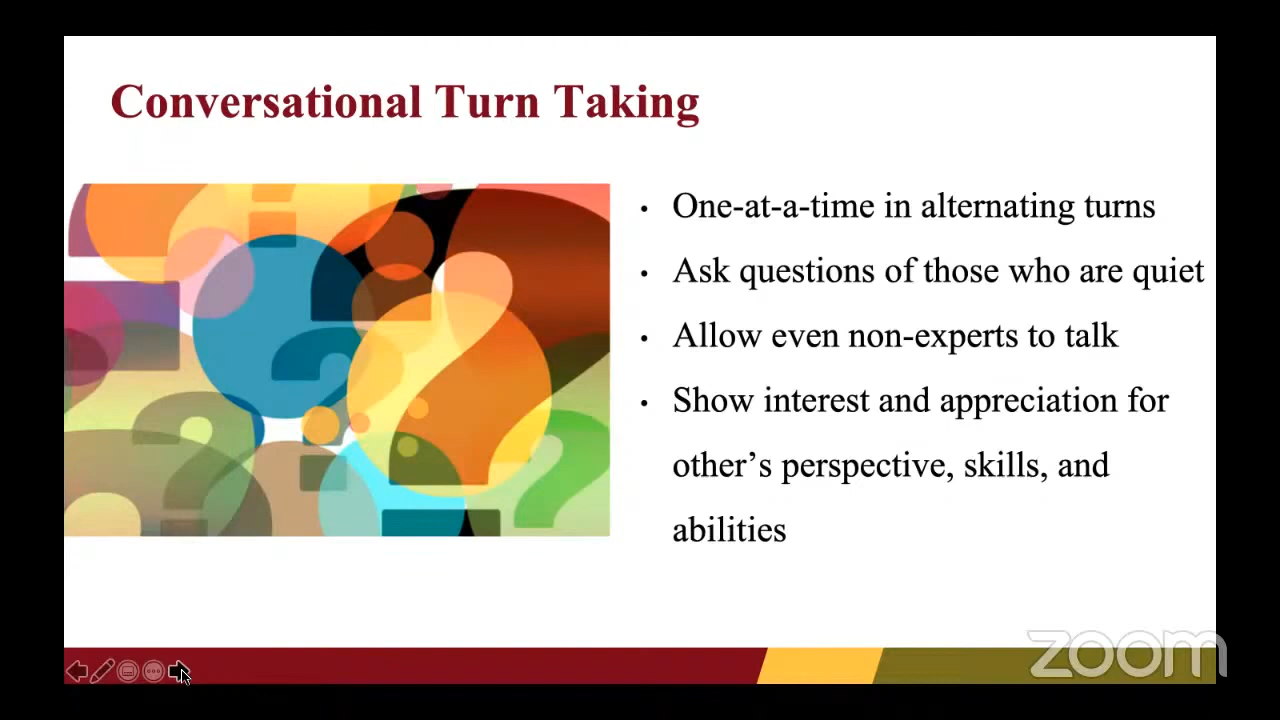 Conversational Turn Taking
• One-at-a-time in alternating turns
• Ask questions of those who are quiet
• Allow even non-experts to talk
• Show interest and appreciation for
other’s perspective, skills, and
abilities
zoom